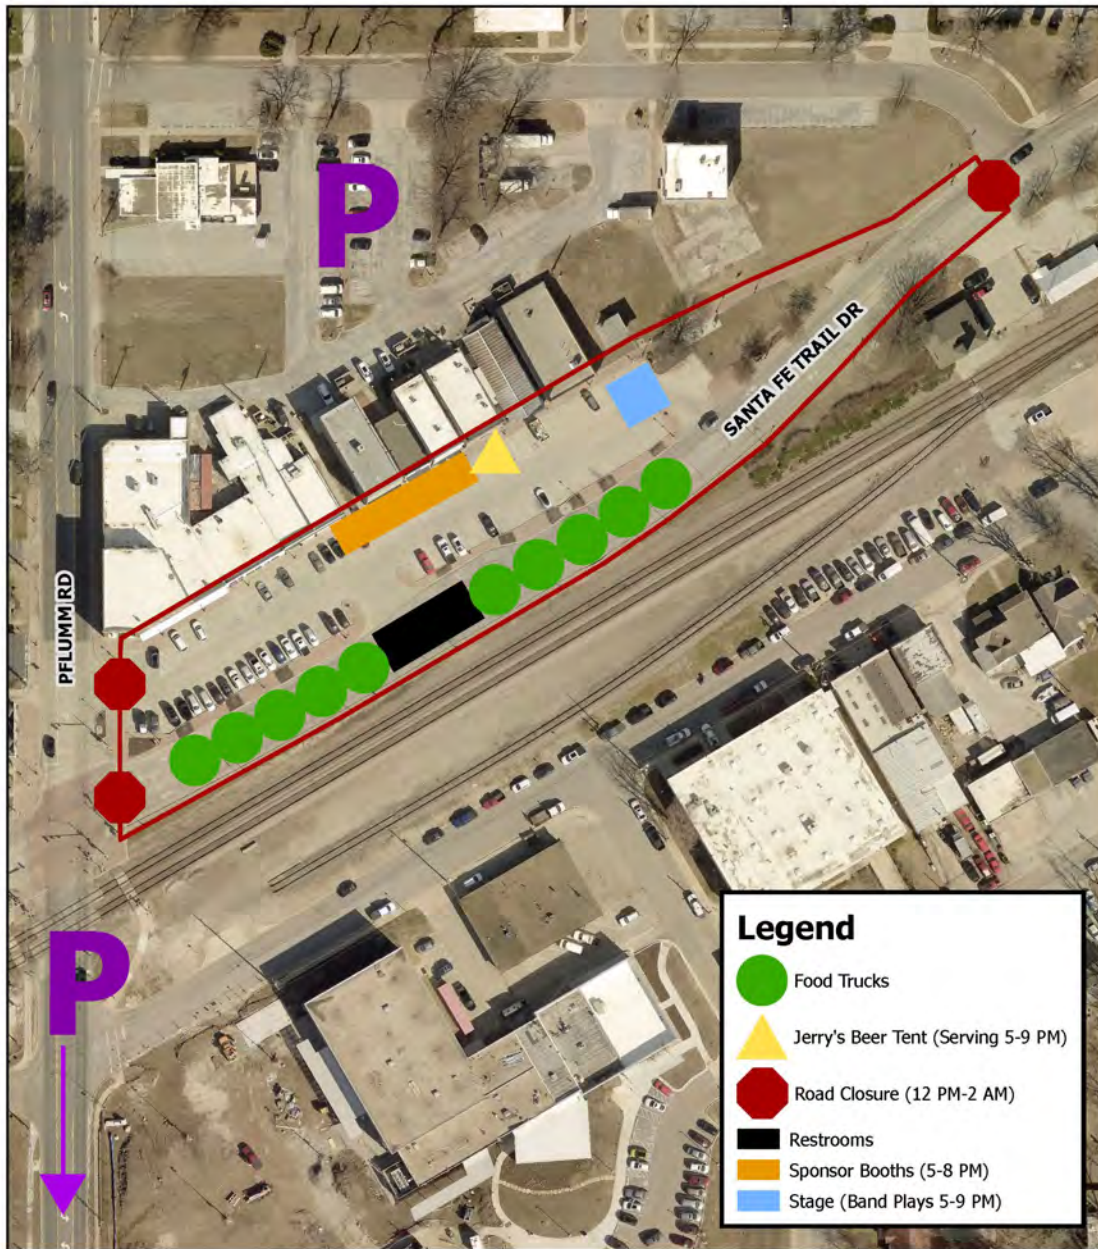 P
SANTA FE TRAIL DR
PFLUMM RD
P
Legend
Food Trucks
Jerry's Beer Tent (Serving 5-9 PM)
Road Closure (12 PM-2 AM)
Restrooms
Sponsor Booths (5-8 PM)
Stage (Band Plays 5-9 PM)